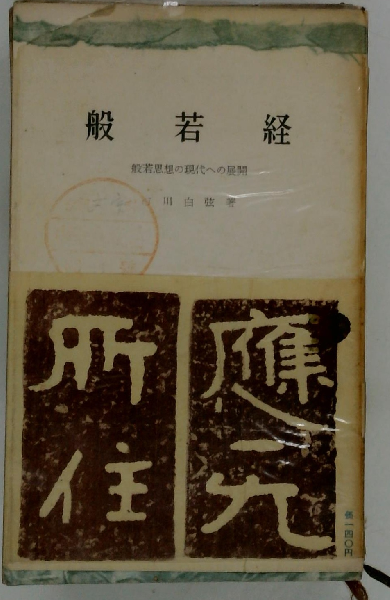 般若経
般若思想の現代への展開
川白弦著
應无
所住
価一四〇円